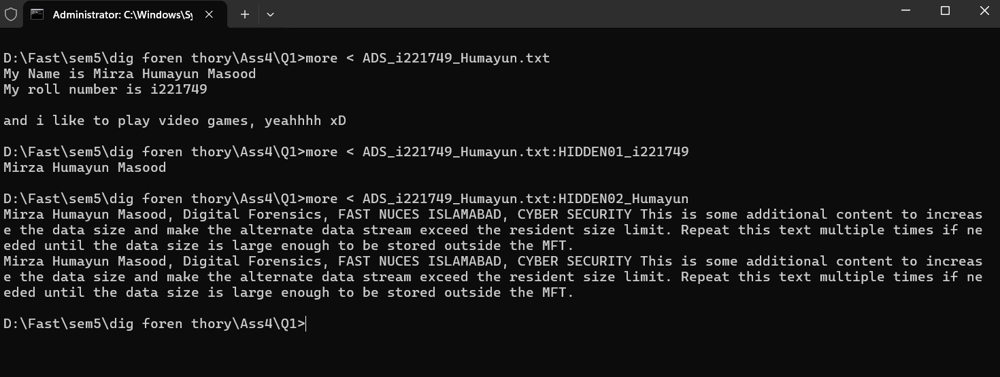 Administrator: C:\Windows\Sy
D:\Fast\sem5\dig foren thory\Ass4\Q1>more < ADS_i221749_Humayun.txt
My Name is Mirza Humayun Masood
My roll number is i221749
and i like to play video games, yeahhhh xD
D:\Fast\sem5\dig foren thory\Ass4\Q1>more < ADS_i221749_Humayun.txt:HIDDEN01_i221749
Mirza Humayun Masood
D:\Fast\sem5\dig foren thory\Ass4\Q1>more < ADS_i221749_Humayun.txt:HIDDEN02_Humayun
Mirza Humayun Masood, Digital Forensics, FAST NUCES ISLAMABAD, CYBER SECURITY This is some additional content to increas
e the data size and make the alternate data stream exceed the resident size limit. Repeat this text multiple times if ne
eded until the data size is large enough to be stored outside the MFT.
Mirza Humayun Masood, Digital Forensics, FAST NUCES ISLAMABAD, CYBER SECURITY This is some additional content to increas
e the data size and make the alternate data stream exceed the resident size limit. Repeat this text multiple times if ne
eded until the data size is large enough to be stored outside the MFT.
D:\Fast\sem5\dig foren thory\Ass4\Q1>